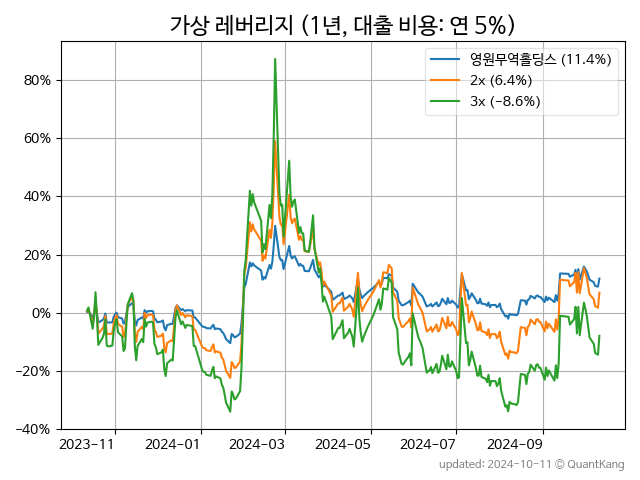 가상 레버리지 (1년, 대출 비용: 연 5%)
영원무역홀딩스 (11.4%)
2x (6.4%)
3x (−8.6%)
80%
60%
40%
20%
0%
−20%
−40%
2023-11
2024-01
2024-03
2024-05
2024-07
2024-09
updated: 2024-10-11 © QuantKang